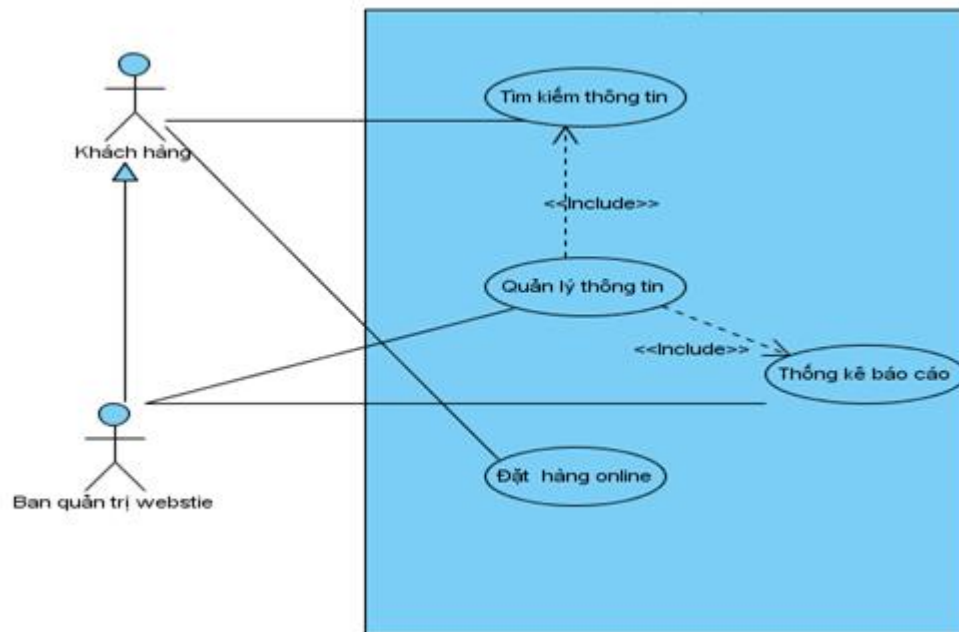 Tìm kiếm thông tin
Khách hàng
<<Include>>
Quản lý thông tin
<<Include>>
Thống kê báo cáo
Đặt hàng online
Ban quản trị webstie